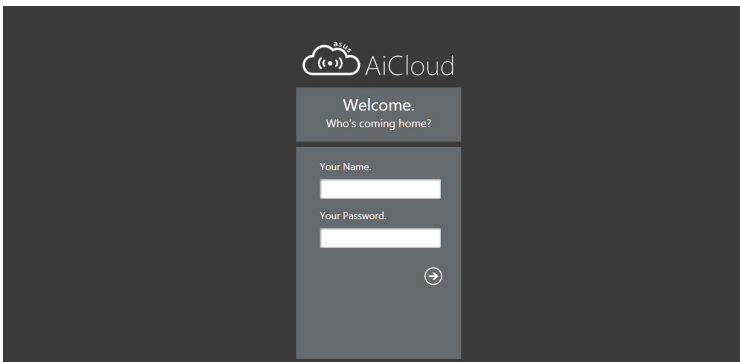 asus
AiCloud
Welcome.
Who's coming home?
Your Name.
Your Password.